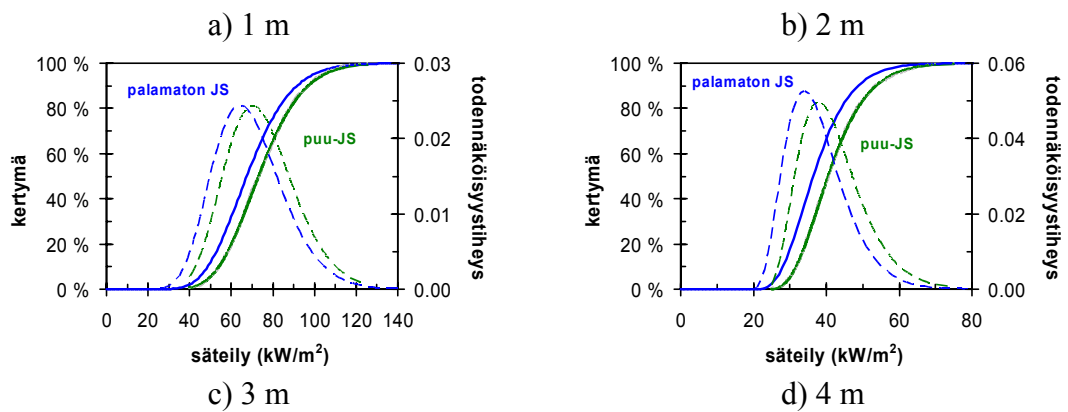 a) 1 m
b) 2 m
100 %
80 %
60 %
40 %
20 %
0 %
kertymä
palamaton JS
puu-JS
0.03
0.02
0.01
0.00
todennäköisyystiheys
0 20 40 60 80 100 120 140
säteily (kW/m²)
100 %
80 %
60 %
40 %
20 %
0 %
kertymä
palamaton JS
puu-JS
0.06
0.04
0.02
0.00
todennäköisyystiheys
0 20 40 60 80
säteily (kW/m²)
c) 3 m
d) 4 m